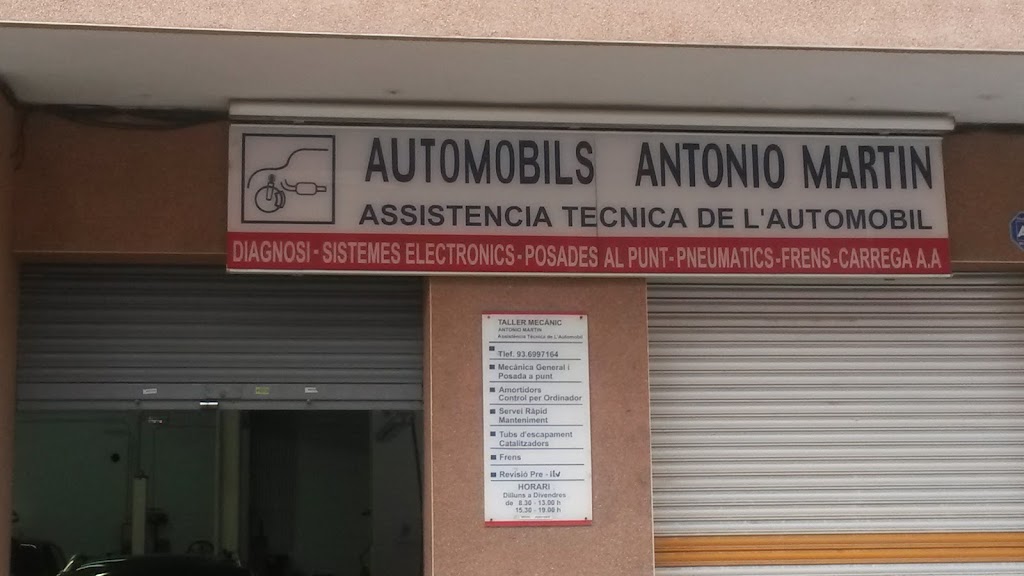 AUTOMOBILS ANTONIO MARTIN
ASSISTENCIA TECNICA DE L'AUTOMOBIL
DIAGNOSI - SISTEMES ELECTRONICS - POSADES AL PUNT - PNEUMATICS - FRENS - CARREGA A.A
TALLER MECÀNIC
ANTONIO MARTIN
Assistència Tècnica de L'Automobil
Tlef. 93.6997164
Mecànica General i
Posada a punt
Amortidors
Control per Ordinador
Servei Ràpid
Manteniment
Tubs d'escapament
Catalitzadors
Frens
Revisió Pre - itv
HORARI
Dilluns a Divendres
de 8.30 - 13.00 h
15.30 - 19.00 h